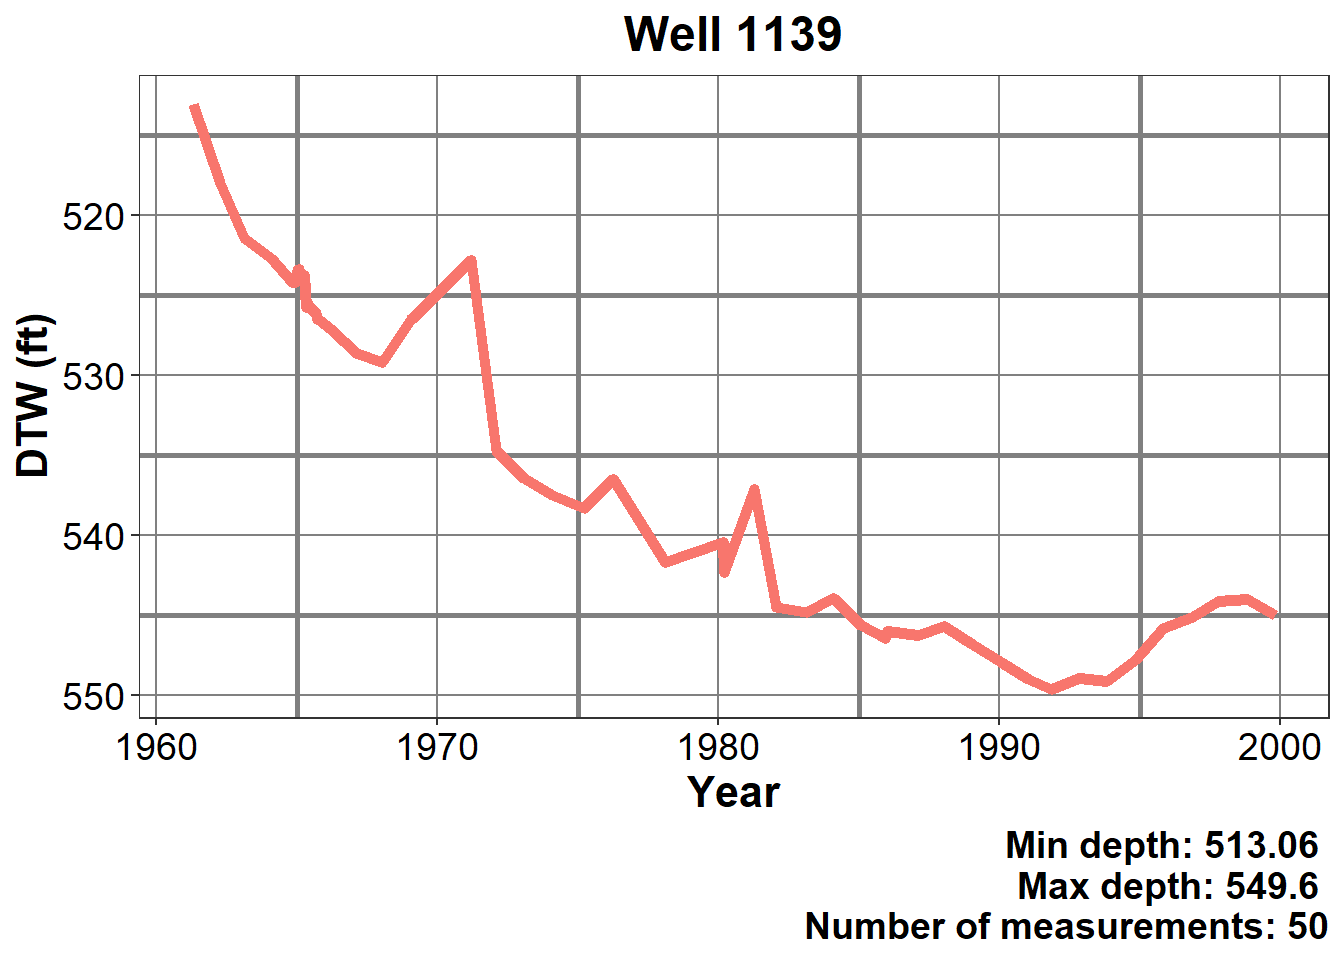 Well 1139
DTW (ft)
520
530
540
550
1960 1970 1980 1990 2000
Year
Min depth: 513.06
Max depth: 549.6
Number of measurements: 50